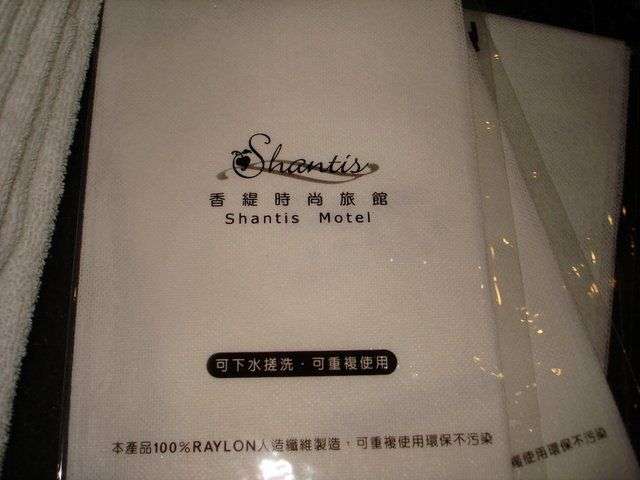 Shantis
香緹時尚旅館
Shantis Motel
可下水搓洗・可重複使用
本產品100%RAYLON人造纖維製造，可重複使用環保不污染
纖使用環保不污染